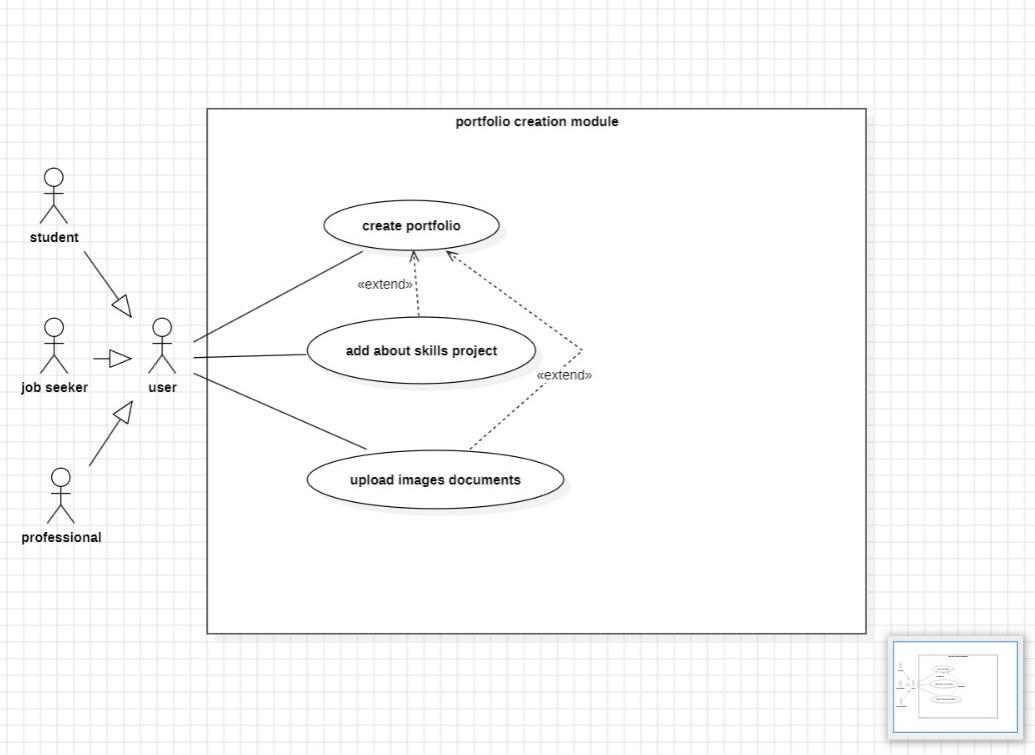 portfolio creation module
student
create portfolio
«extend»
job seeker
user
add about skills project
«extend»
upload images documents
professional